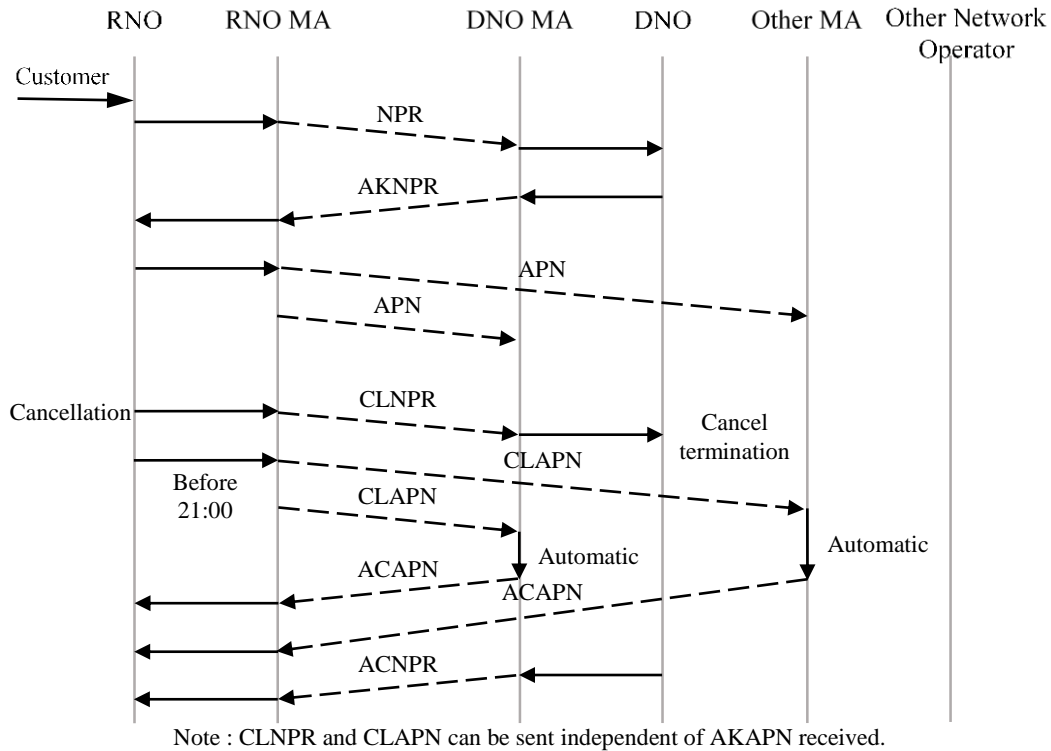 RNO RNO MA DNO MA DNO Other MA Other Network
Operator
Customer
NPR
AKNPR
APN
APN
Cancellation
CLNPR
Cancel
termination
CLAPN
Before
21:00
CLAPN
Automatic
Automatic
ACAPN
ACAPN
ACNPR
Note : CLNPR and CLAPN can be sent independent of AKAPN received.